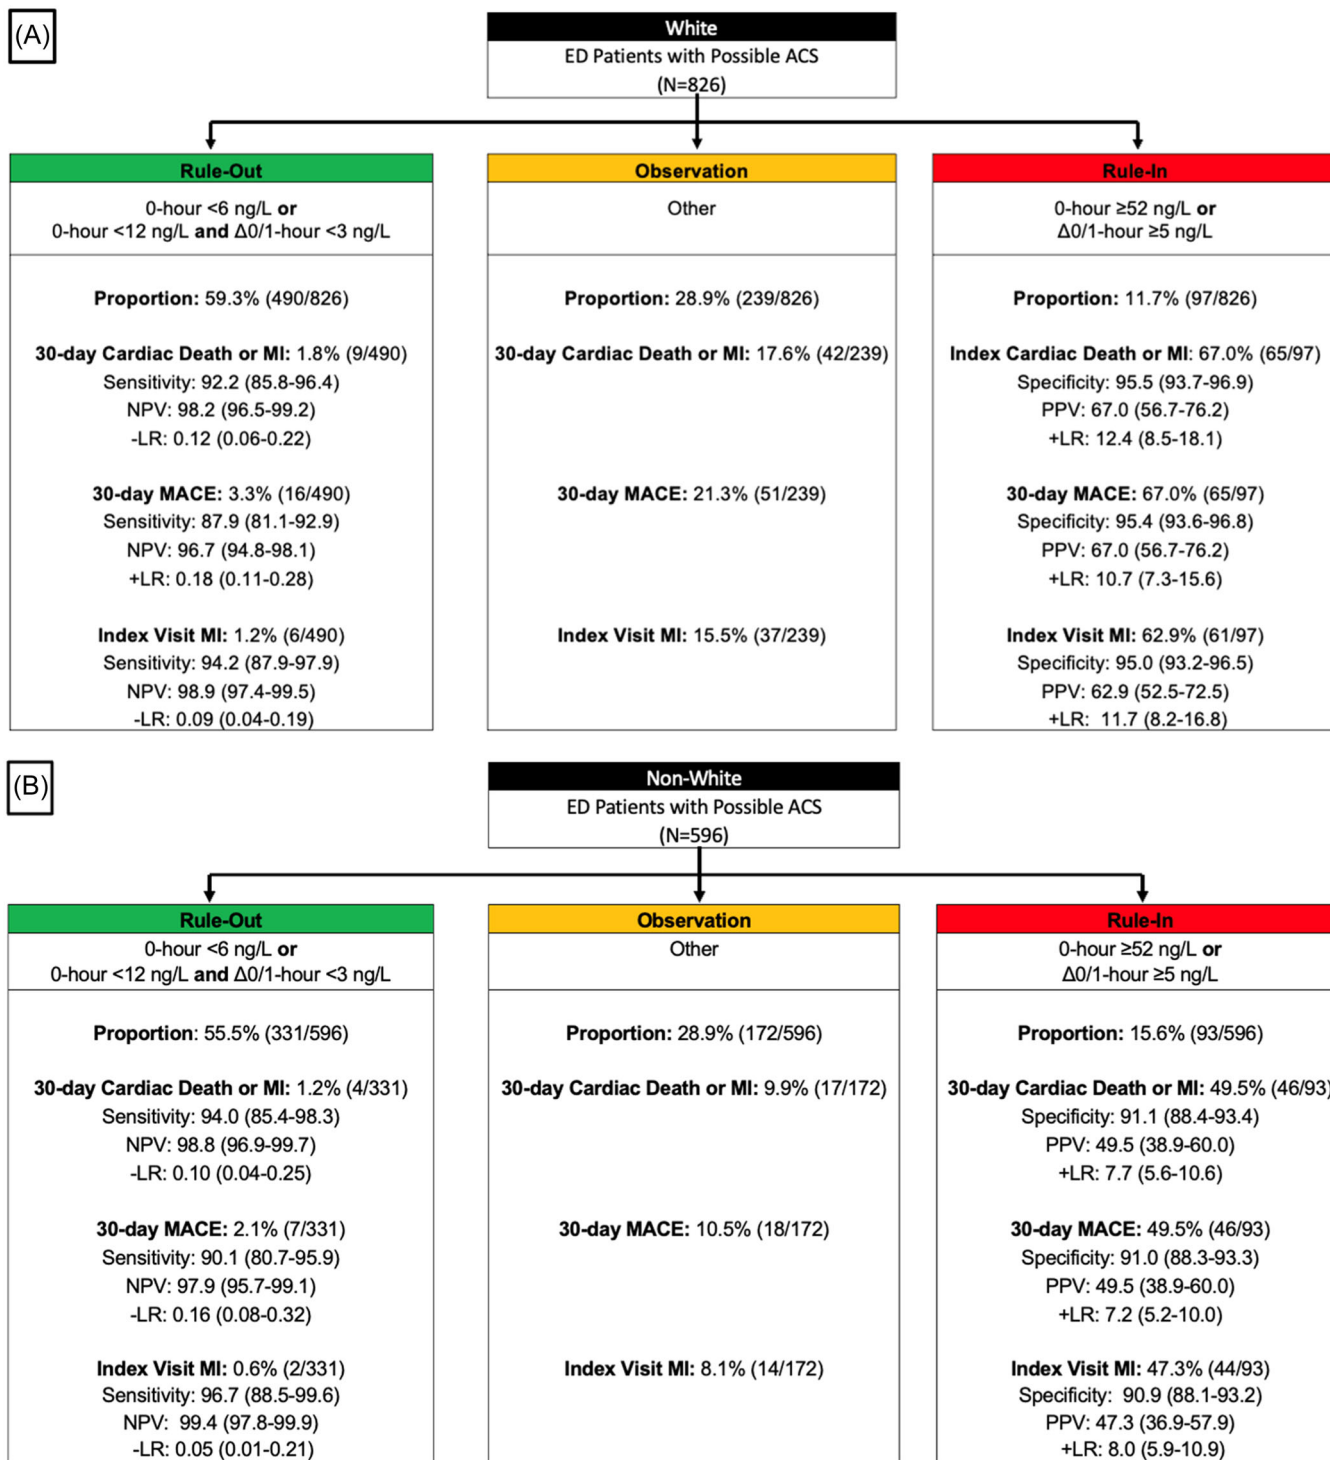 (A)
White
ED Patients with Possible ACS
(N=826)
Rule-Out
0-hour <6 ng/L or
0-hour <12 ng/L and Δ0/1-hour <3 ng/L
Proportion: 59.3% (490/826)
30-day Cardiac Death or MI: 1.8% (9/490)
Sensitivity: 92.2 (85.8-96.4)
NPV: 98.2 (96.5-99.2)
-LR: 0.12 (0.06-0.22)
30-day MACE: 3.3% (16/490)
Sensitivity: 87.9 (81.1-92.9)
NPV: 96.7 (94.8-98.1)
+LR: 0.18 (0.11-0.28)
Index Visit MI: 1.2% (6/490)
Sensitivity: 94.2 (87.9-97.9)
NPV: 98.9 (97.4-99.5)
-LR: 0.09 (0.04-0.19)
Observation
Other
Proportion: 28.9% (239/826)
30-day Cardiac Death or MI: 17.6% (42/239)
30-day MACE: 21.3% (51/239)
Index Visit MI: 15.5% (37/239)
Rule-In
0-hour ≥52 ng/L or
Δ0/1-hour ≥5 ng/L
Proportion: 11.7% (97/826)
Index Cardiac Death or MI: 67.0% (65/97)
Specificity: 95.5 (93.7-96.9)
PPV: 67.0 (56.7-76.2)
+LR: 12.4 (8.5-18.1)
30-day MACE: 67.0% (65/97)
Specificity: 95.4 (93.6-96.8)
PPV: 67.0 (56.7-76.2)
+LR: 10.7 (7.3-15.6)
Index Visit MI: 62.9% (61/97)
Specificity: 95.0 (93.2-96.5)
PPV: 62.9 (52.5-72.5)
+LR: 11.7 (8.2-16.8)
(B)
Non-White
ED Patients with Possible ACS
(N=596)
Rule-Out
0-hour <6 ng/L or
0-hour <12 ng/L and Δ0/1-hour <3 ng/L
Proportion: 55.5% (331/596)
30-day Cardiac Death or MI: 1.2% (4/331)
Sensitivity: 94.0 (85.4-98.3)
NPV: 98.8 (96.9-99.7)
-LR: 0.10 (0.04-0.25)
30-day MACE: 2.1% (7/331)
Sensitivity: 90.1 (80.7-95.9)
NPV: 97.9 (95.7-99.1)
-LR: 0.16 (0.08-0.32)
Index Visit MI: 0.6% (2/331)
Sensitivity: 96.7 (88.5-99.6)
NPV: 99.4 (97.8-99.9)
-LR: 0.05 (0.01-0.21)
Observation
Other
Proportion: 28.9% (172/596)
30-day Cardiac Death or MI: 9.9% (17/172)
30-day MACE: 10.5% (18/172)
Index Visit MI: 8.1% (14/172)
Rule-In
0-hour ≥52 ng/L or
Δ0/1-hour ≥5 ng/L
Proportion: 15.6% (93/596)
30-day Cardiac Death or MI: 49.5% (46/93)
Specificity: 91.1 (88.4-93.4)
PPV: 49.5 (38.9-60.0)
+LR: 7.7 (5.6-10.6)
30-day MACE: 49.5% (46/93)
Specificity: 91.0 (88.3-93.3)
PPV: 49.5 (38.9-60.0)
+LR: 7.2 (5.2-10.0)
Index Visit MI: 47.3% (44/93)
Specificity: 90.9 (88.1-93.2)
PPV: 47.3 (36.9-57.9)
+LR: 8.0 (5.9-10.9)